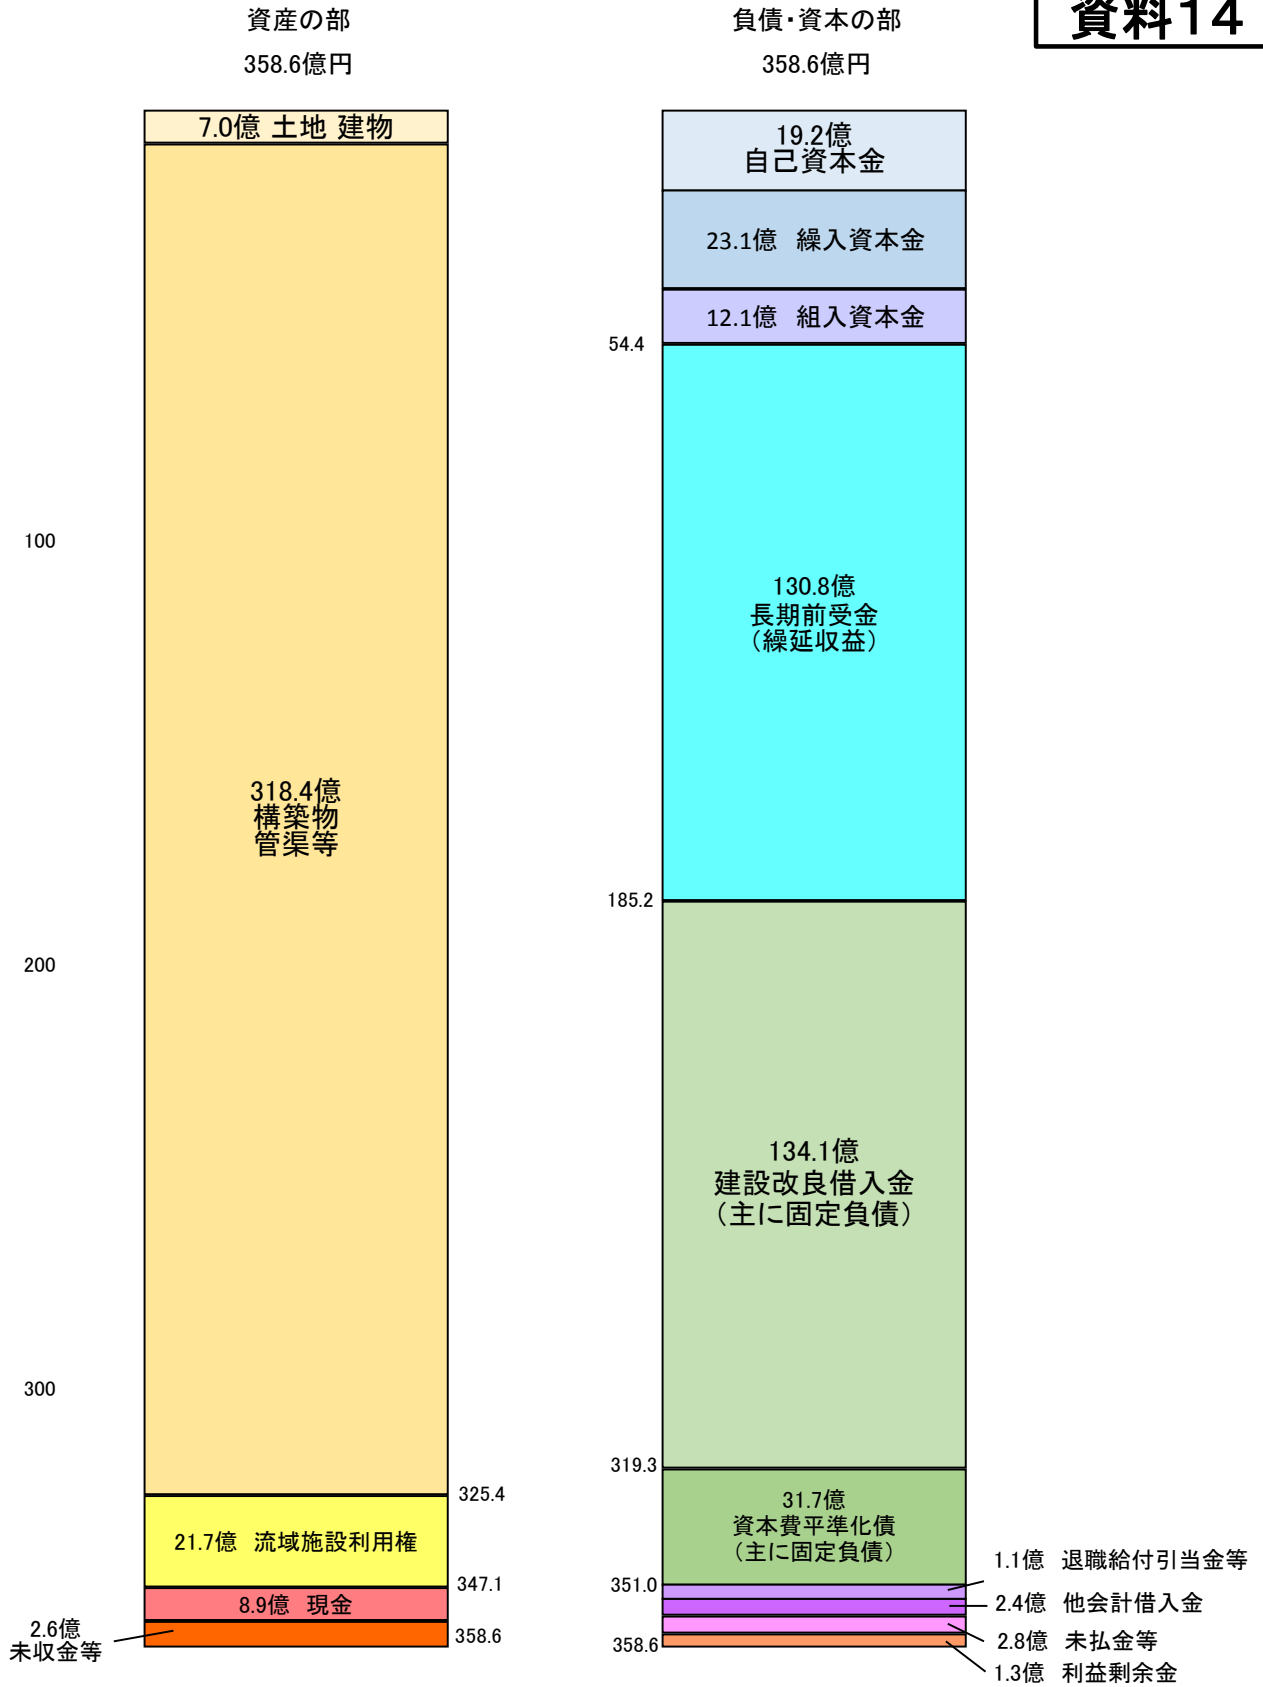 資料14
資産の部
358.6億円
7.0億 土地 建物
100
200
300
318.4億
構築物
管渠等
325.4
21.7億 流域施設利用権
347.1
8.9億 現金
2.6億
未収金等
358.6
負債・資本の部
358.6億円
19.2億
自己資本金
23.1億 繰入資本金
12.1億 組入資本金
54.4
130.8億
長期前受金
（繰延収益）
185.2
134.1億
建設改良借入金
（主に固定負債）
319.3
31.7億
資本費平準化債
（主に固定負債）
351.0
1.1億 退職給付引当金等
2.4億 他会計借入金
2.8億 未払金等
358.6
1.3億 利益剰余金